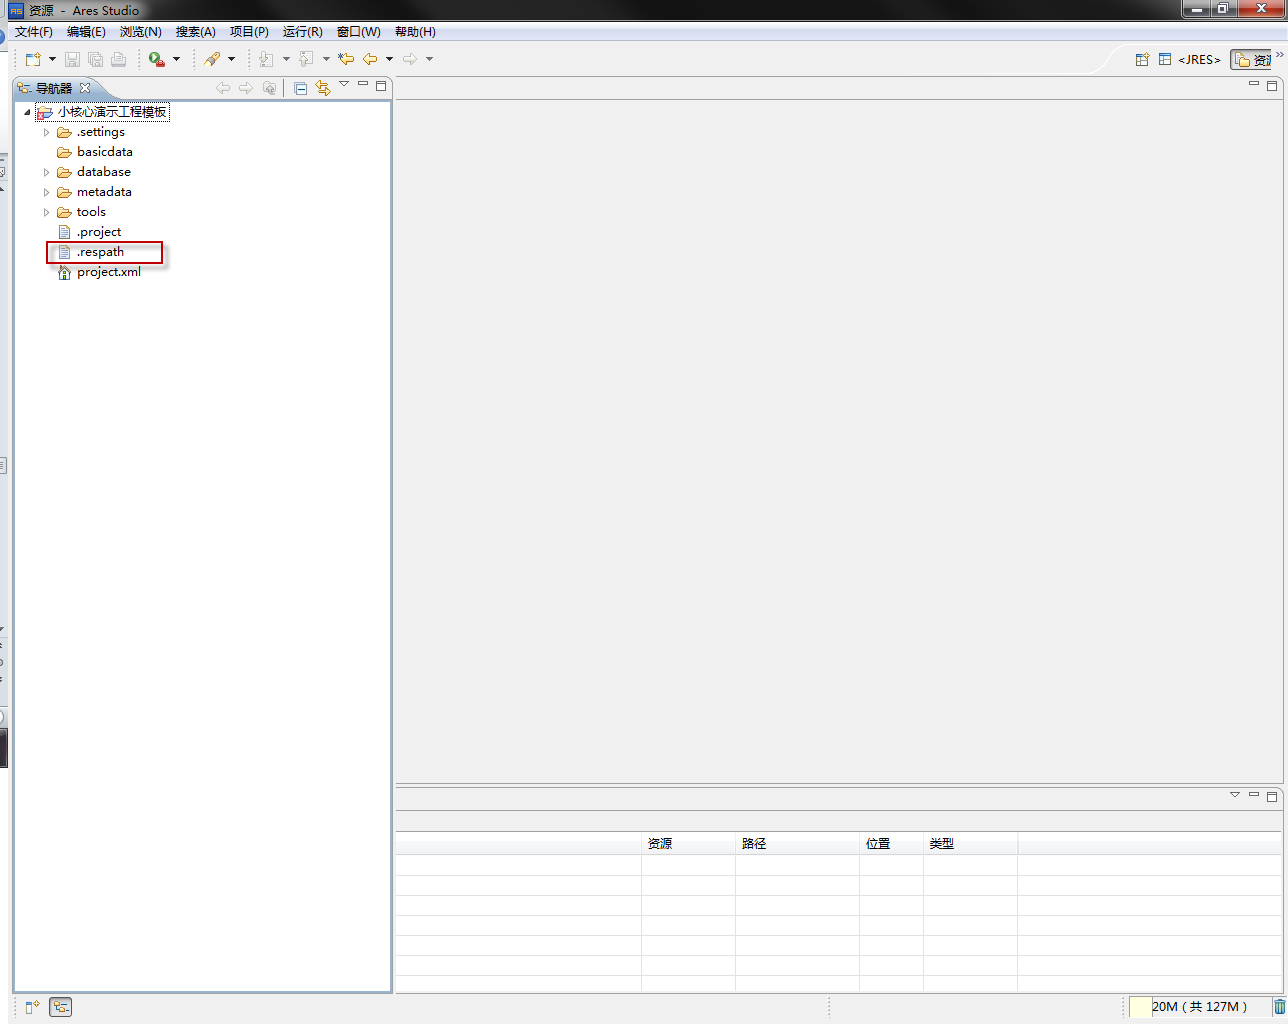 资源 - Ares Studio
文件(F) 编辑(E) 浏览(N) 搜索(A) 项目(P) 运行(R) 窗口(W) 帮助(H)
<JRES>
导航器
小核心演示工程模板
.settings
basicdata
database
metadata
tools
.project
.respath
project.xml
资源 路径 位置 类型
20M ( 共 127M )